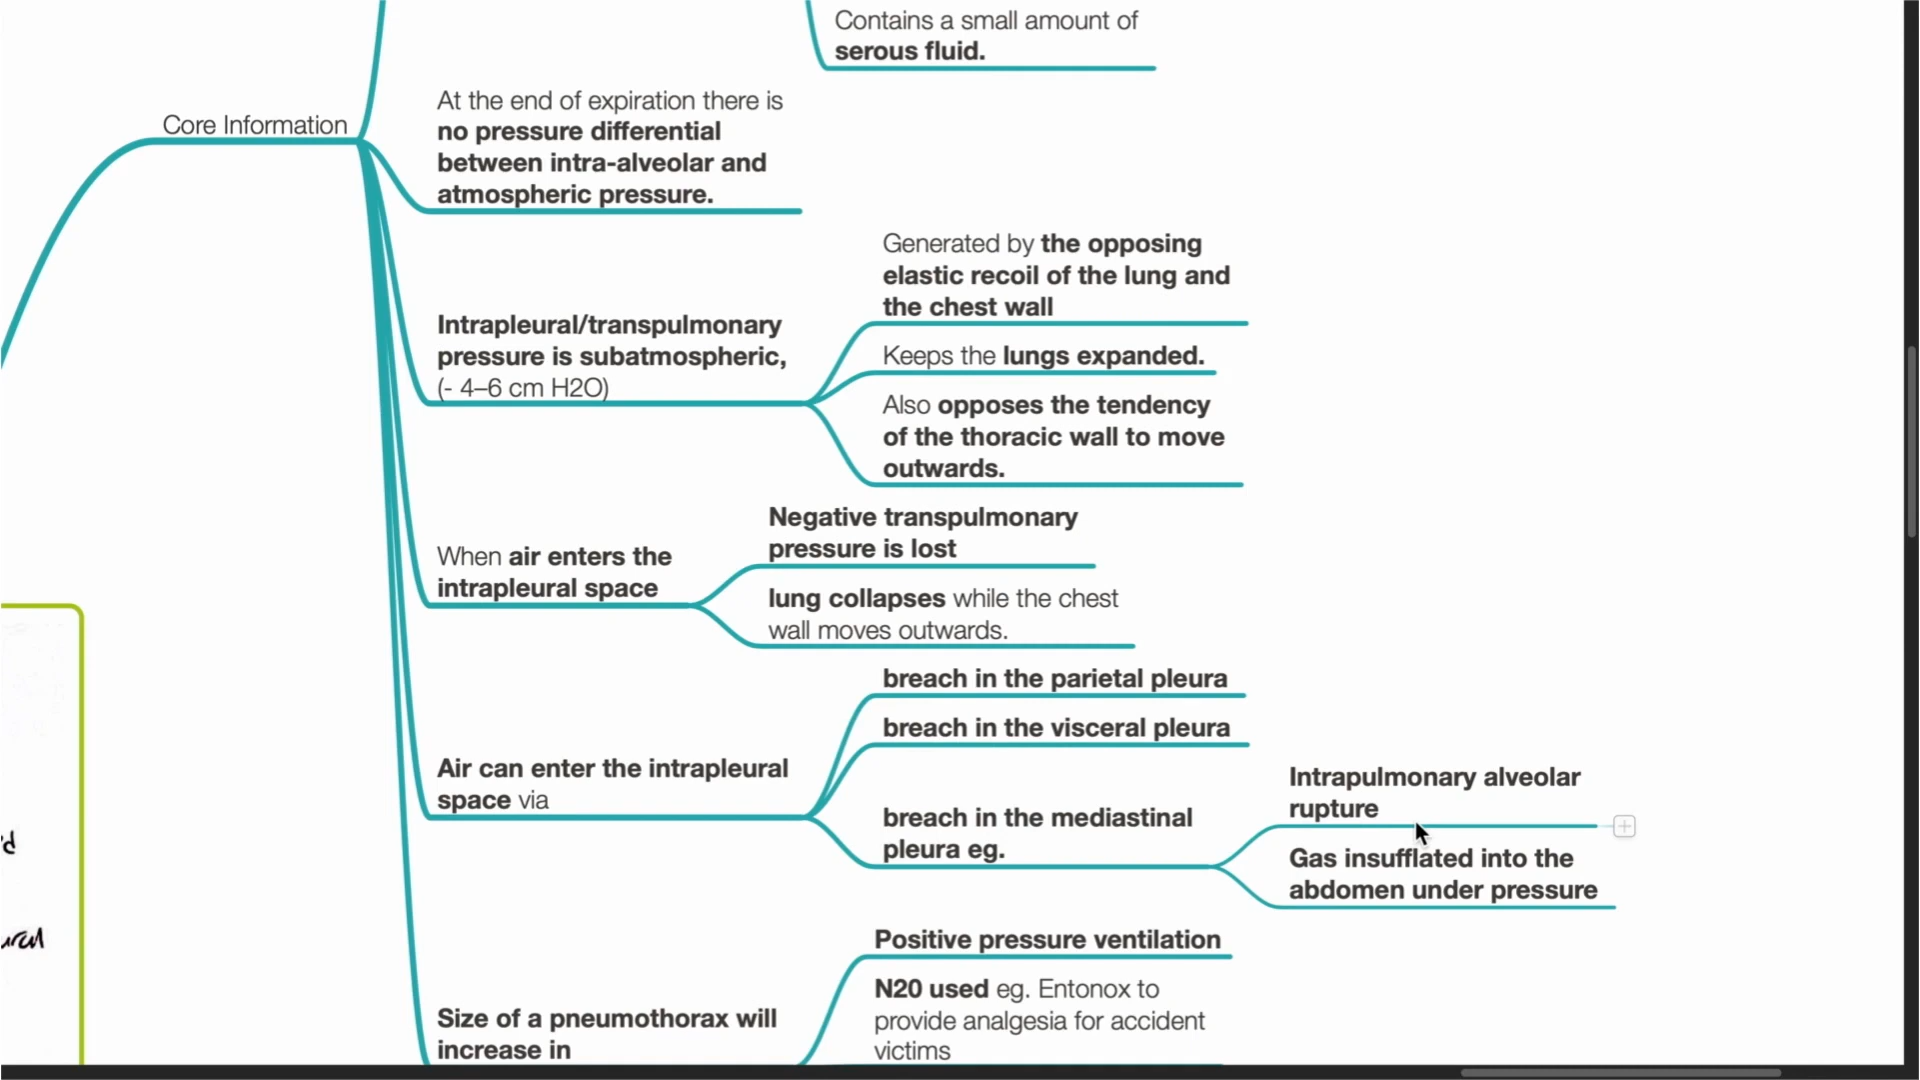 Contains a small amount of
serous fluid.
Core Information
At the end of expiration there is
no pressure differential
between intra-alveolar and
atmospheric pressure.
Intrapleural/transpulmonary
pressure is subatmospheric,
(- 4–6 cm H2O)
Generated by the opposing
elastic recoil of the lung and
the chest wall
Keeps the lungs expanded.
Also opposes the tendency
of the thoracic wall to move
outwards.
When air enters the
intrapleural space
Negative transpulmonary
pressure is lost
lung collapses while the chest
wall moves outwards.
Air can enter the intrapleural
space via
breach in the parietal pleura
breach in the visceral pleura
breach in the mediastinal
pleura eg.
Intrapulmonary alveolar
rupture
Gas insufflated into the
abdomen under pressure
Size of a pneumothorax will
increase in
Positive pressure ventilation
N20 used eg. Entonox to
provide analgesia for accident
victims